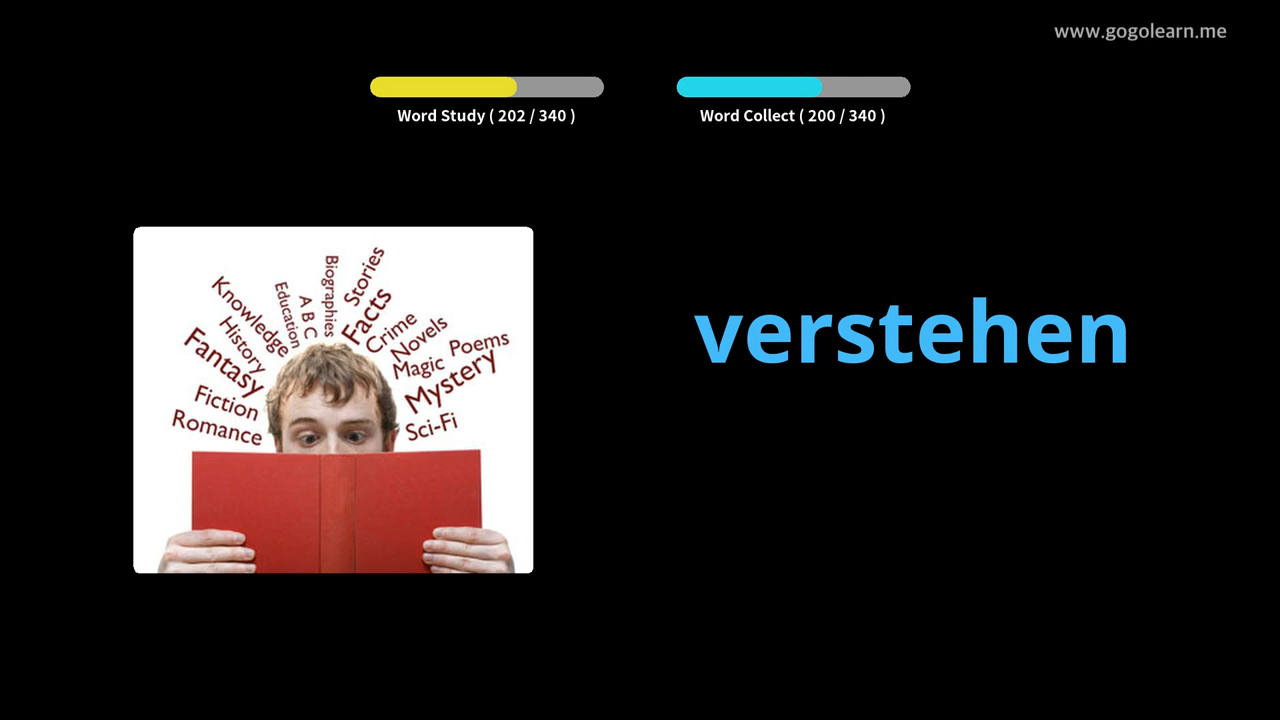 www.gogolearn.me
Word Study ( 202 / 340 )
Word Collect ( 200 / 340 )
verstehen
Romance
Fiction
Fantasy
History
Knowledge
Education
A B C
Biographies
Stories
Facts
Crime
Novels
Magic
Poems
Mystery
Sci-Fi